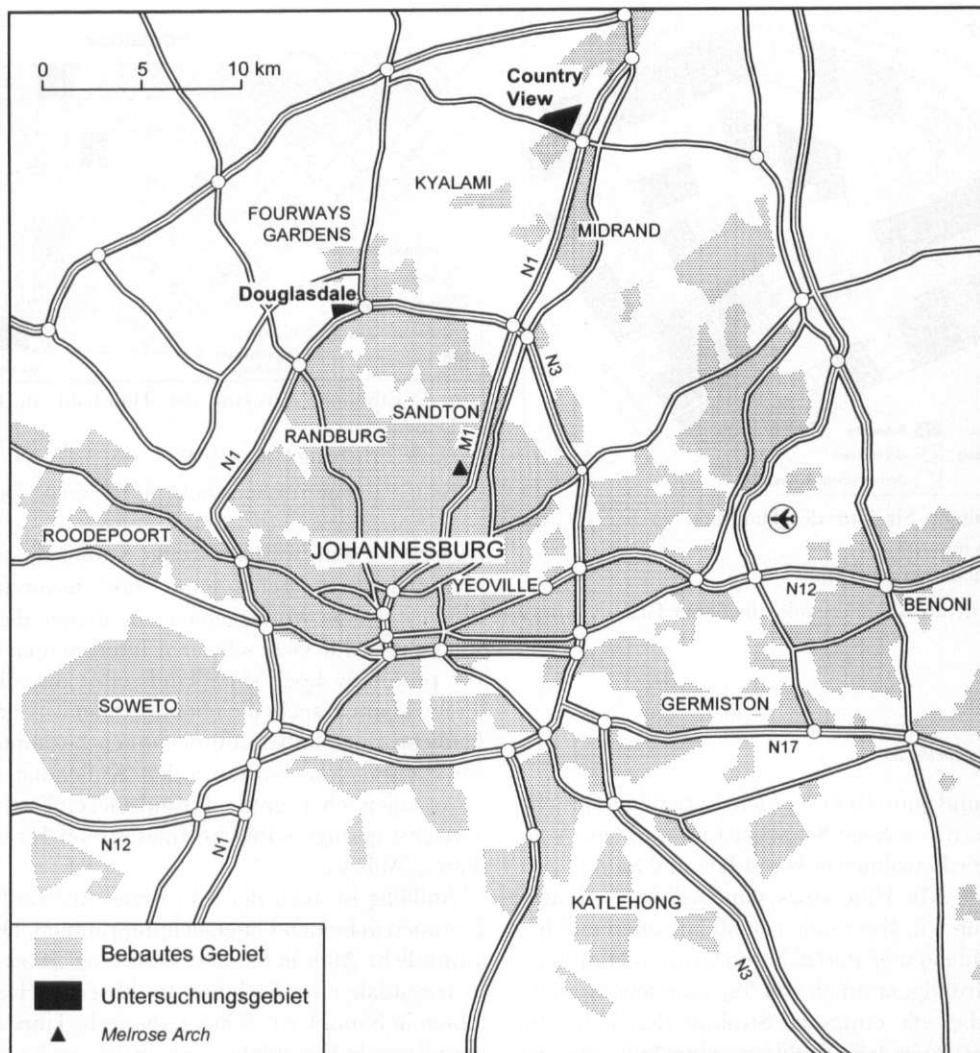 0 5 10 km
Country
View
KYALAMI
FOURWAYS
GARDENS
MIDRAND
N1
Douglasdale
N3
SANDTON
RANDBURG
M1
N1
ROODEPOORT
JOHANNESBURG
YEOVILLE
N12
BENONI
SOWETO
GERMISTON
N17
N12
N1
KATLEHONG
N3
Bebautes Gebiet
Untersuchungsgebiet
Melrose Arch